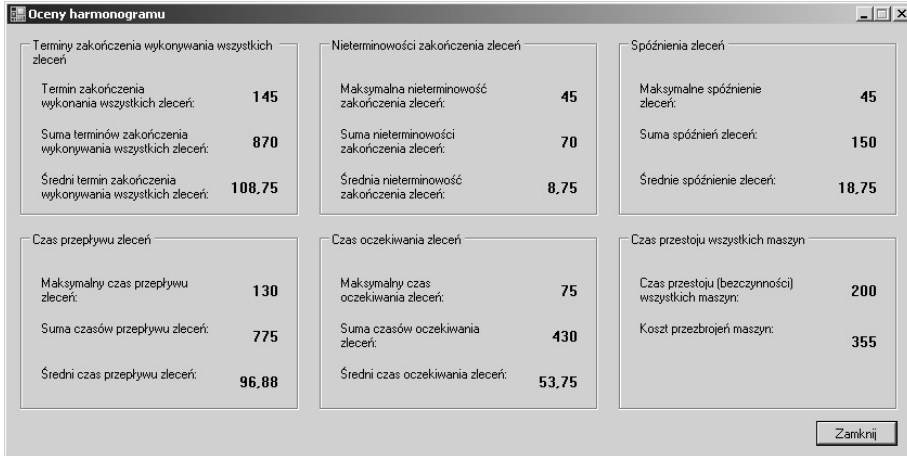 Oceny harmonogramu
Terminy zakończenia wykonywania wszystkich
zleceń
Termin zakończenia
wykonania wszystkich zleceń:
145
Suma terminów zakończenia
wykonywania wszystkich zleceń:
870
Średni termin zakończenia
wykonywania wszystkich zleceń:
108,75
Nieterminowości zakończenia zleceń
Maksymalna nieterminowość
zakończenia zleceń:
45
Suma nieterminowości
zakończenia zleceń:
70
Średnia nieterminowość
zakończenia zleceń:
8,75
Spóźnienia zleceń
Maksymalne spóźnienie
zleceń:
45
Suma spóźnień zleceń:
150
Średnie spóźnienie zleceń:
18,75
Czas przepływu zleceń
Maksymalny czas przepływu
zleceń:
130
Suma czasów przepływu zleceń:
775
Średni czas przepływu zleceń:
96,88
Czas oczekiwania zleceń
Maksymalny czas
oczekiwania zleceń:
75
Suma czasów oczekiwania
zleceń:
430
Średni czas oczekiwania zleceń:
53,75
Czas przestoju wszystkich maszyn
Czas przestoju (bezczynności)
wszystkich maszyn:
200
Koszt przezbrojeń maszyn:
355
Zamknij